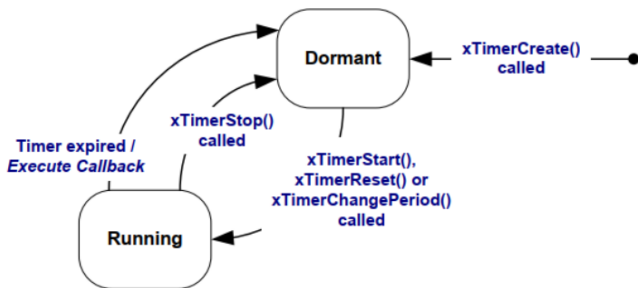 Dormant
xTimerCreate()
called
xTimerStop()
called
Timer expired /
Execute Callback
xTimerStart(),
xTimerReset() or
xTimerChangePeriod()
called
Running